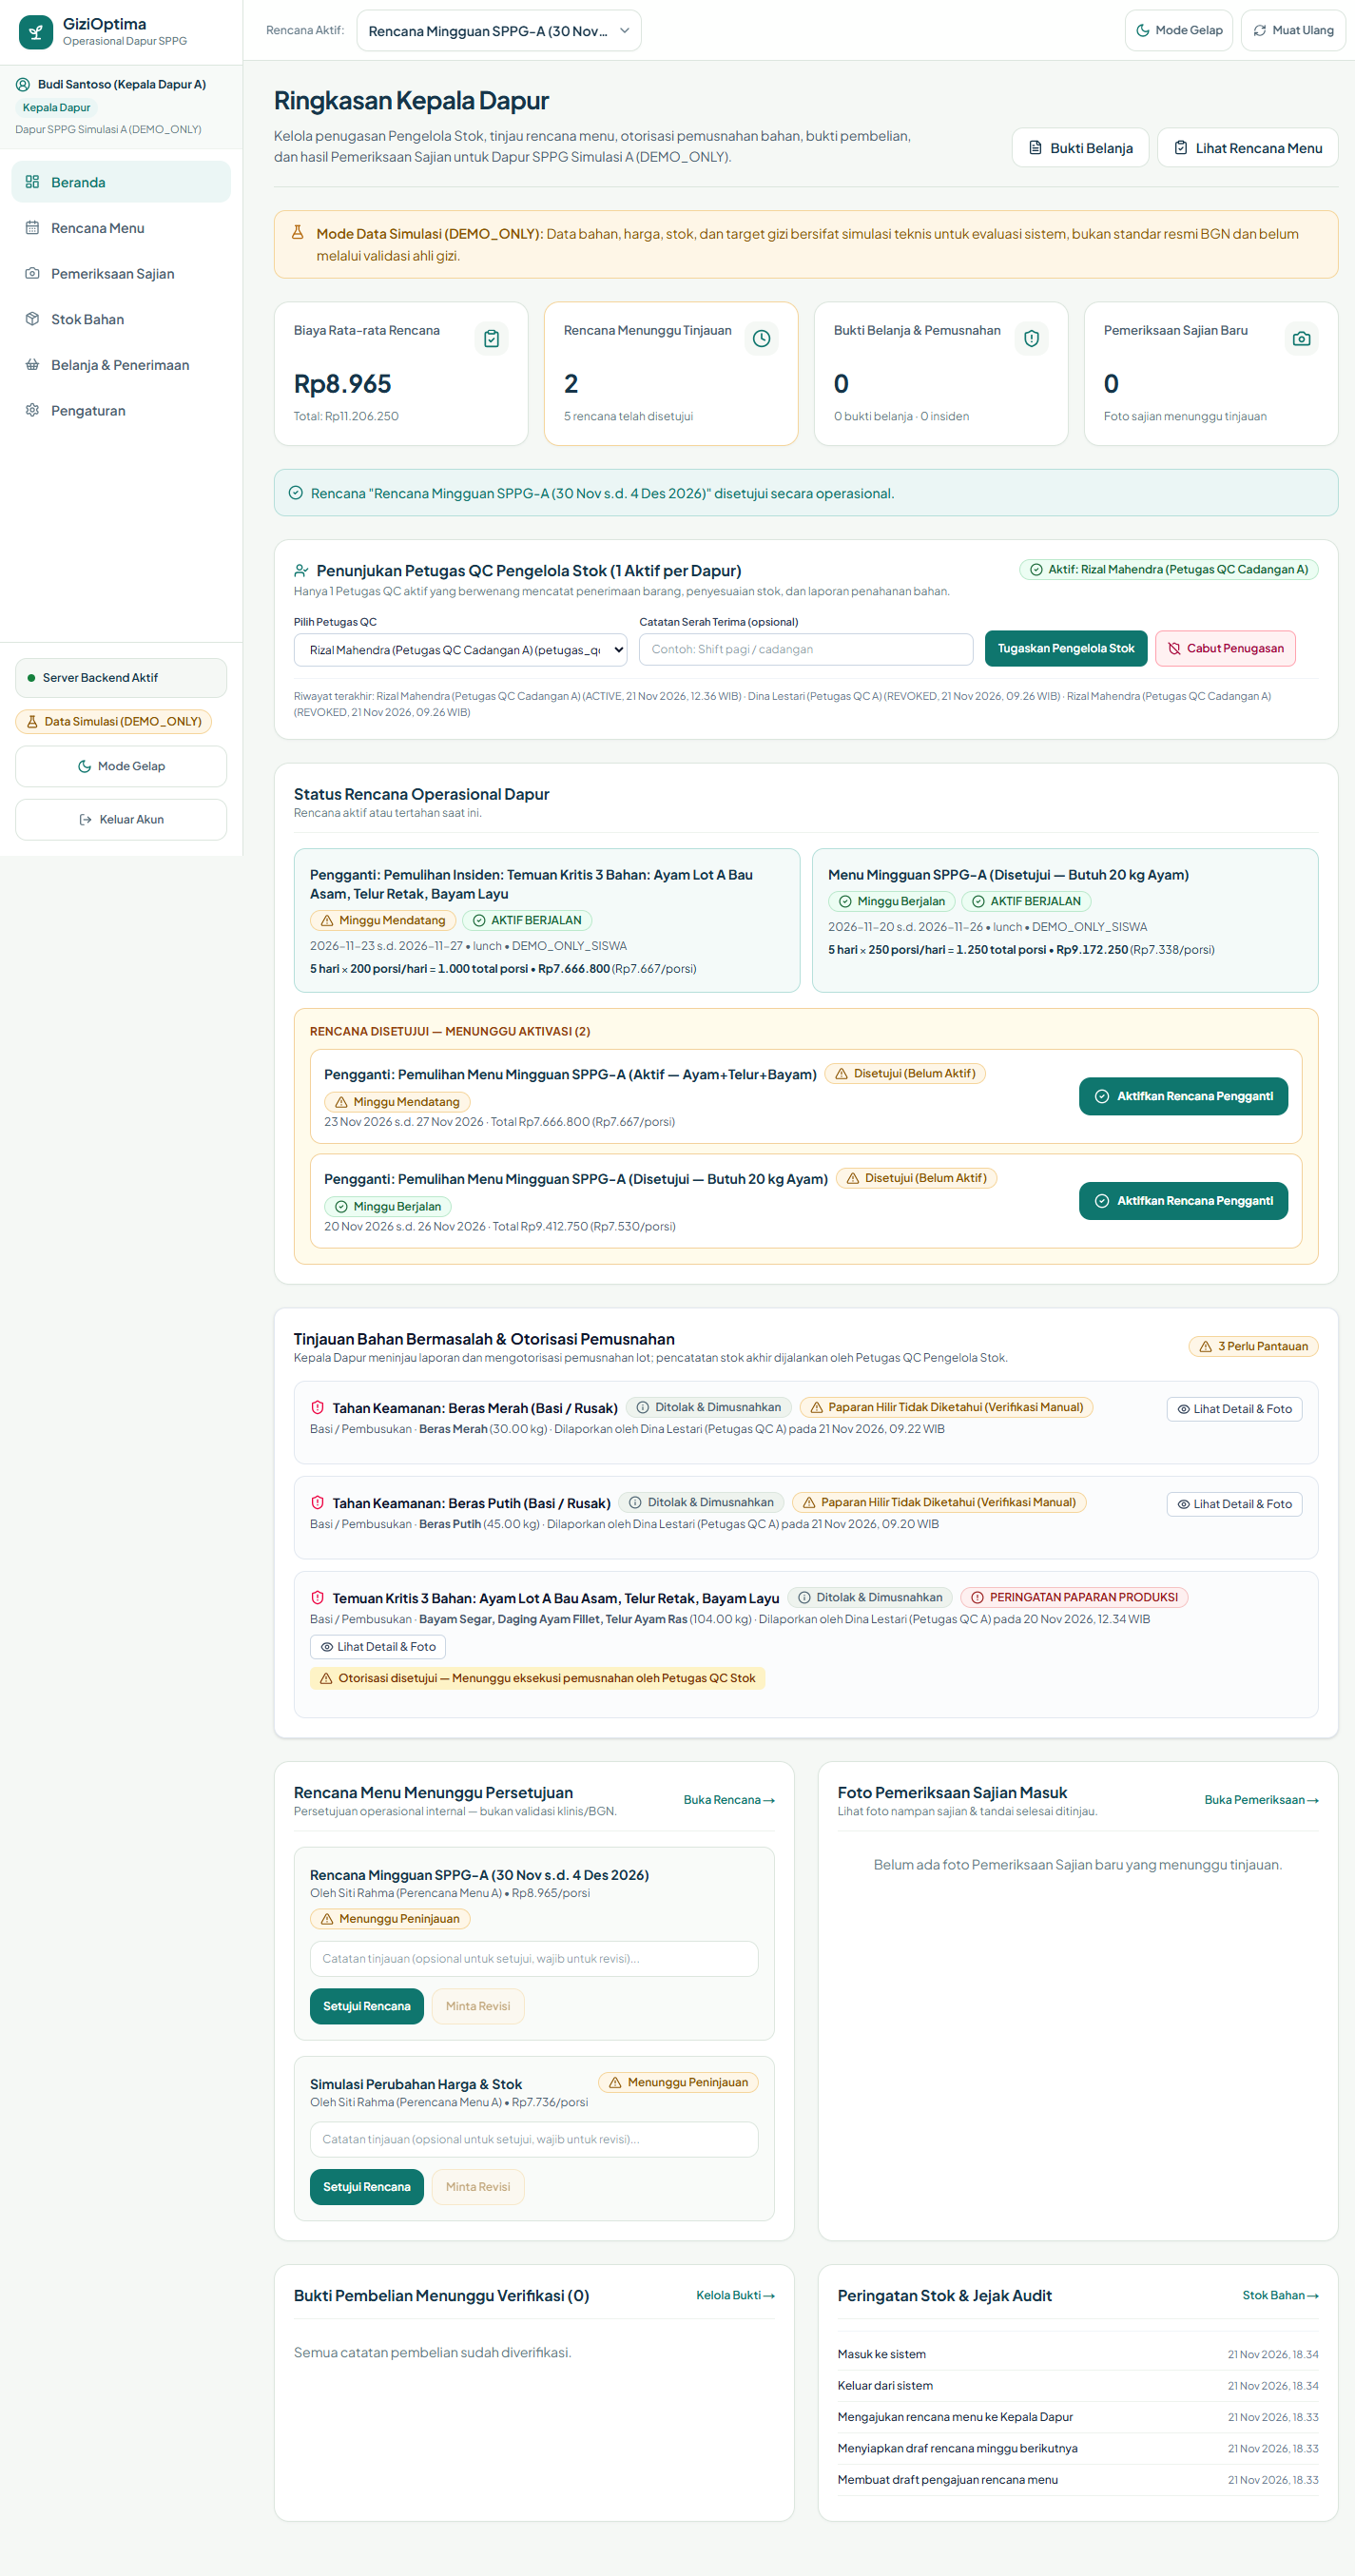 GiziOptima
Operasional Dapur SPPG
Budi Santoso (Kepala Dapur A)
Kepala Dapur
Dapur SPPG Simulasi A (DEMO_ONLY)
Beranda
Rencana Menu
Pemeriksaan Sajian
Stok Bahan
Belanja & Penerimaan
Pengaturan
Server Backend Aktif
Data Simulasi (DEMO_ONLY)
Mode Gelap
Keluar Akun
Rencana Aktif:
Rencana Mingguan SPPG-A (30 Nov...
Mode Gelap
Muat Ulang
Ringkasan Kepala Dapur
Kelola penugasan Pengelola Stok, tinjau rencana menu, otorisasi pemusnahan bahan, bukti pembelian,
dan hasil Pemeriksaan Sajian untuk Dapur SPPG Simulasi A (DEMO_ONLY).
Bukti Belanja
Lihat Rencana Menu
Mode Data Simulasi (DEMO_ONLY): Data bahan, harga, stok, dan target gizi bersifat simulasi teknis untuk evaluasi sistem, bukan standar resmi BGN dan belum
melalui validasi ahli gizi.
Biaya Rata-rata Rencana
Rp8.965
Total: Rp11.206.250
Rencana Menunggu Tinjauan
2
5 rencana telah disetujui
Bukti Belanja & Pemusnahan
0
0 bukti belanja · 0 insiden
Pemeriksaan Sajian Baru
0
Foto sajian menunggu tinjauan
Rencana "Rencana Mingguan SPPG-A (30 Nov s.d. 4 Des 2026)" disetujui secara operasional.
Penunjukan Petugas QC Pengelola Stok (1 Aktif per Dapur)
Hanya 1 Petugas QC aktif yang berwenang mencatat penerimaan barang, penyesuaian stok, dan laporan penahanan bahan.
Aktif: Rizal Mahendra (Petugas QC Cadangan A)
Pilih Petugas QC
Rizal Mahendra (Petugas QC Cadangan A) (petugas_qc
Catatan Serah Terima (opsional)
Contoh: Shift pagi / cadangan
Tugaskan Pengelola Stok
Cabut Penugasan
Riwayat terakhir: Rizal Mahendra (Petugas QC Cadangan A) (ACTIVE, 21 Nov 2026, 12.36 WIB) · Dina Lestari (Petugas QC A) (REVOKED, 21 Nov 2026, 09.26 WIB) · Rizal Mahendra (Petugas QC Cadangan A)
(REVOKED, 21 Nov 2026, 09.26 WIB)
Status Rencana Operasional Dapur
Rencana aktif atau tertahan saat ini.
Pengganti: Pemulihan Insiden: Temuan Kritis 3 Bahan: Ayam Lot A Bau
Asam, Telur Retak, Bayam Layu
Minggu Mendatang
AKTIF BERJALAN
2026-11-23 s.d. 2026-11-27 • lunch • DEMO_ONLY_SISWA
5 hari × 200 porsi/hari = 1.000 total porsi • Rp7.666.800 (Rp7.667/porsi)
Menu Mingguan SPPG-A (Disetujui — Butuh 20 kg Ayam)
Minggu Berjalan
AKTIF BERJALAN
2026-11-20 s.d. 2026-11-26 • lunch • DEMO_ONLY_SISWA
5 hari × 250 porsi/hari = 1.250 total porsi • Rp9.172.250 (Rp7.338/porsi)
RENCANA DISETUJUI — MENUNGGU AKTIVASI (2)
Pengganti: Pemulihan Menu Mingguan SPPG-A (Aktif — Ayam+Telur+Bayam)
Disetujui (Belum Aktif)
Minggu Mendatang
23 Nov 2026 s.d. 27 Nov 2026 · Total Rp7.666.800 (Rp7.667/porsi)
Aktifkan Rencana Pengganti
Pengganti: Pemulihan Menu Mingguan SPPG-A (Disetujui — Butuh 20 kg Ayam)
Disetujui (Belum Aktif)
Minggu Berjalan
20 Nov 2026 s.d. 26 Nov 2026 · Total Rp9.412.750 (Rp7.530/porsi)
Aktifkan Rencana Pengganti
Tinjauan Bahan Bermasalah & Otorisasi Pemusnahan
Kepala Dapur meninjau laporan dan mengotorisasi pemusnahan lot; pencatatan stok akhir dijalankan oleh Petugas QC Pengelola Stok.
3 Perlu Pantauan
Tahan Keamanan: Beras Merah (Basi / Rusak)
Ditolak & Dimusnahkan
Paparan Hilir Tidak Diketahui (Verifikasi Manual)
Lihat Detail & Foto
Basi / Pembusukan · Beras Merah (30.00 kg) · Dilaporkan oleh Dina Lestari (Petugas QC A) pada 21 Nov 2026, 09.22 WIB
Tahan Keamanan: Beras Putih (Basi / Rusak)
Ditolak & Dimusnahkan
Paparan Hilir Tidak Diketahui (Verifikasi Manual)
Lihat Detail & Foto
Basi / Pembusukan · Beras Putih (45.00 kg) · Dilaporkan oleh Dina Lestari (Petugas QC A) pada 21 Nov 2026, 09.20 WIB
Temuan Kritis 3 Bahan: Ayam Lot A Bau Asam, Telur Retak, Bayam Layu
Ditolak & Dimusnahkan
PERINGATAN PAPARAN PRODUKSI
Basi / Pembusukan · Bayam Segar, Daging Ayam Fillet, Telur Ayam Ras (104.00 kg) · Dilaporkan oleh Dina Lestari (Petugas QC A) pada 20 Nov 2026, 12.34 WIB
Lihat Detail & Foto
Otorisasi disetujui — Menunggu eksekusi pemusnahan oleh Petugas QC Stok
Rencana Menu Menunggu Persetujuan
Persetujuan operasional internal — bukan validasi klinis/BGN.
Buka Rencana →
Rencana Mingguan SPPG-A (30 Nov s.d. 4 Des 2026)
Oleh Siti Rahma (Perencana Menu A) • Rp8.965/porsi
Menunggu Peninjauan
Catatan tinjauan (opsional untuk setujui, wajib untuk revisi)...
Setujui Rencana
Minta Revisi
Simulasi Perubahan Harga & Stok
Menunggu Peninjauan
Oleh Siti Rahma (Perencana Menu A) • Rp7.736/porsi
Catatan tinjauan (opsional untuk setujui, wajib untuk revisi)...
Setujui Rencana
Minta Revisi
Foto Pemeriksaan Sajian Masuk
Lihat foto nampan sajian & tandai selesai ditinjau.
Buka Pemeriksaan →
Belum ada foto Pemeriksaan Sajian baru yang menunggu tinjauan.
Bukti Pembelian Menunggu Verifikasi (0)
Kelola Bukti →
Semua catatan pembelian sudah diverifikasi.
Peringatan Stok & Jejak Audit
Stok Bahan →
Masuk ke sistem
21 Nov 2026, 18.34
Keluar dari sistem
21 Nov 2026, 18.34
Mengajukan rencana menu ke Kepala Dapur
21 Nov 2026, 18.33
Menyiapkan draf rencana minggu berikutnya
21 Nov 2026, 18.33
Membuat draft pengajuan rencana menu
21 Nov 2026, 18.33